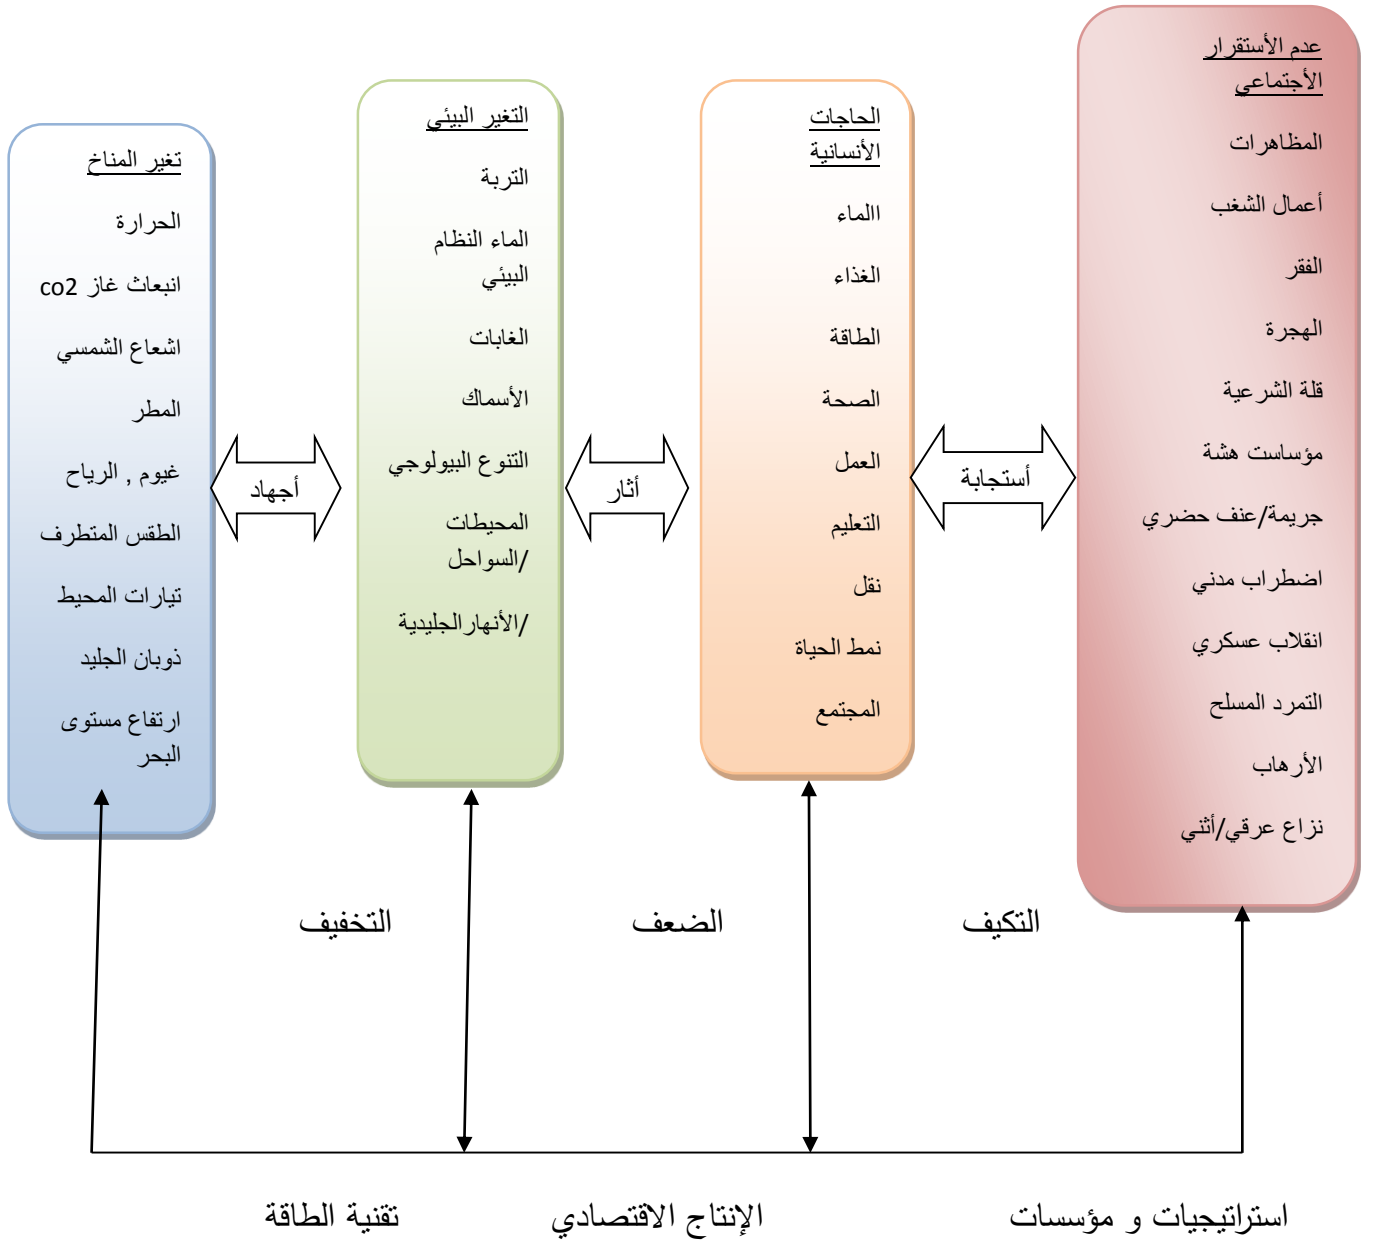 عدم الأستقرار
الأجتماعي
المظاهرات
أعمال الشغب
الفقر
الهجرة
قلة الشرعية
مؤساست هشة
جريمة/عنف حضري
اضطراب مدني
انقلاب عسكري
التمرد المسلح
الأرهاب
نزاع عرقي/أثني
أستجابة
الحاجات
الأنسانية
االماء
الغذاء
الطاقة
الصحة
العمل
التعليم
نقل
نمط الحياة
المجتمع
أثار
التغير البيئي
التربة
الماء النظام
البيئي
الغابات
الأسماك
التنوع البيولوجي
المحيطات
/السواحل
/الأنهارالجليدية
أجهاد
تغير المناخ
الحرارة
انبعاث غاز co2
اشعاع الشمسي
المطر
غيوم , الرياح
الطقس المتطرف
تيارات المحيط
ذوبان الجليد
ارتفاع مستوى
البحر
التكيف
الضعف
التخفيف
استراتيجيات و مؤسسات
الإنتاج الاقتصادي
تقنية الطاقة